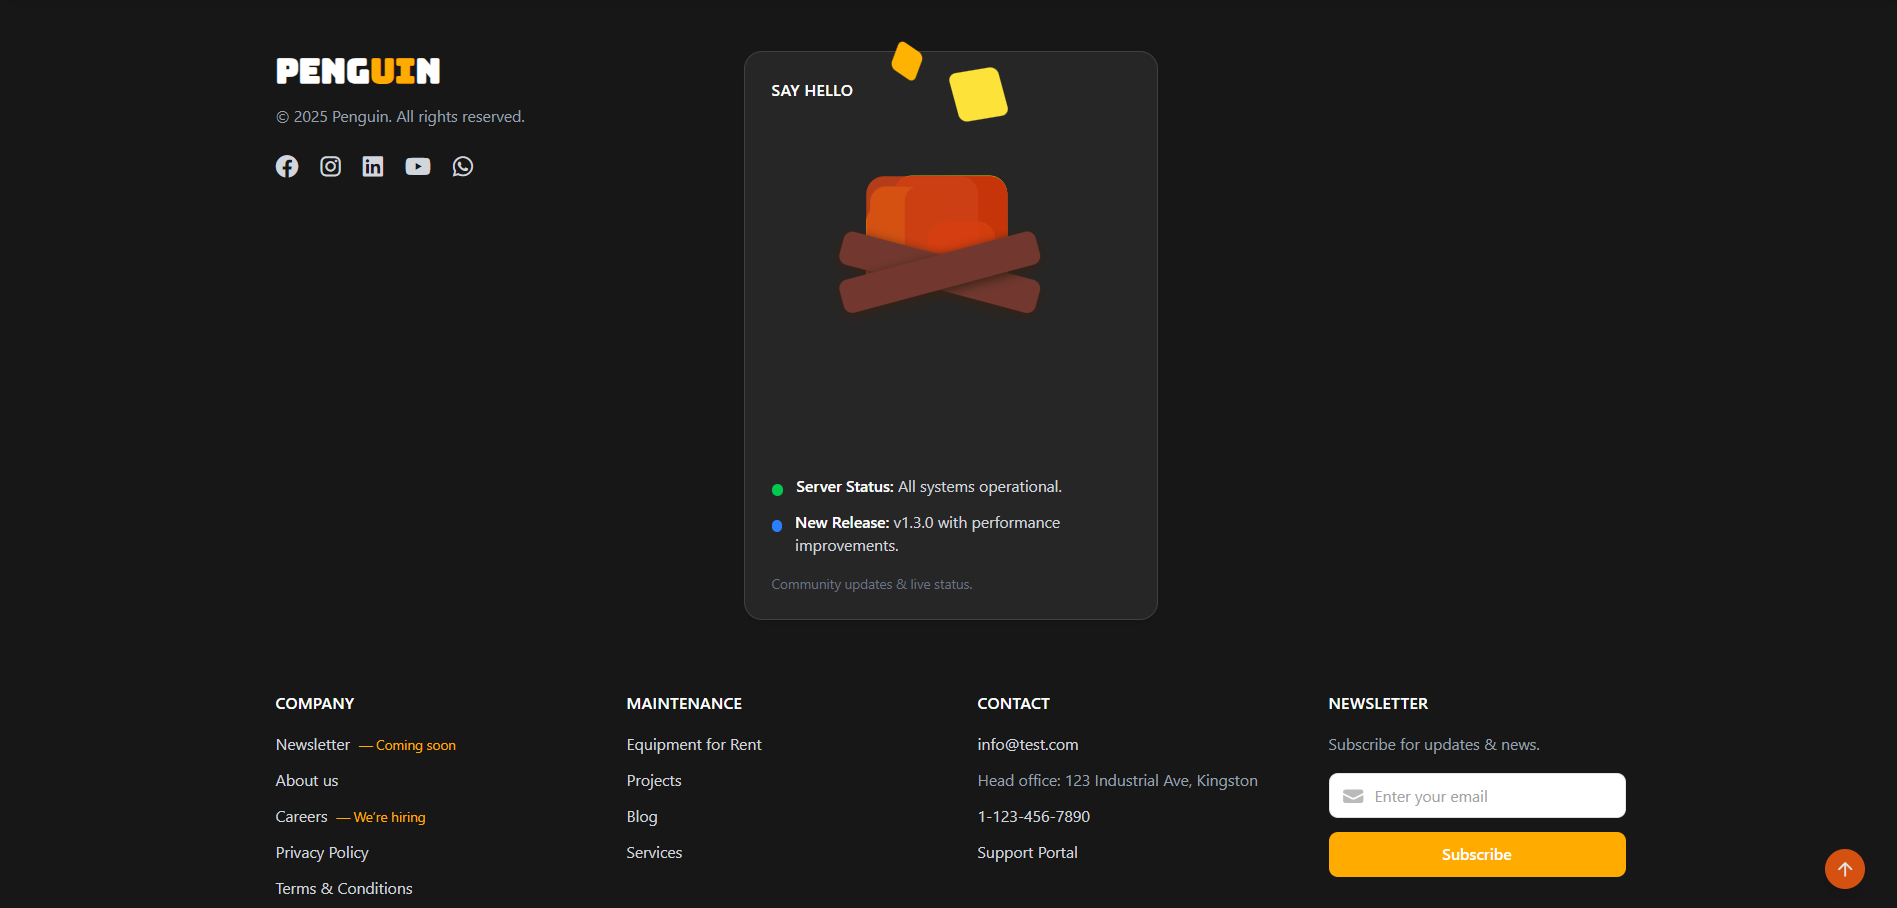 PENGUIN
© 2025 Penguin. All rights reserved.
SAY HELLO
Server Status: All systems operational.
New Release: v1.3.0 with performance
improvements.
Community updates & live status.
COMPANY
Newsletter — Coming soon
About us
Careers — We're hiring
Privacy Policy
Terms & Conditions
MAINTENANCE
Equipment for Rent
Projects
Blog
Services
CONTACT
info@test.com
Head office: 123 Industrial Ave, Kingston
1-123-456-7890
Support Portal
NEWSLETTER
Subscribe for updates & news.
Enter your email
Subscribe